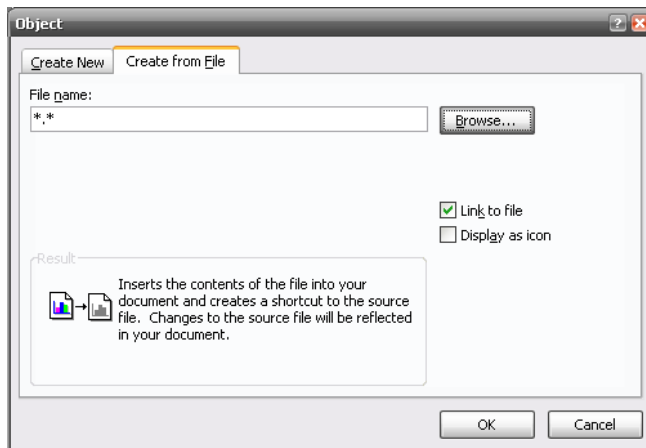 Object
Create New
Create from File
File name:
*.*
Browse...
Link to file
Display as icon
Result
Inserts the contents of the file into your
document and creates a shortcut to the source
file. Changes to the source file will be reflected
in your document.
OK
Cancel